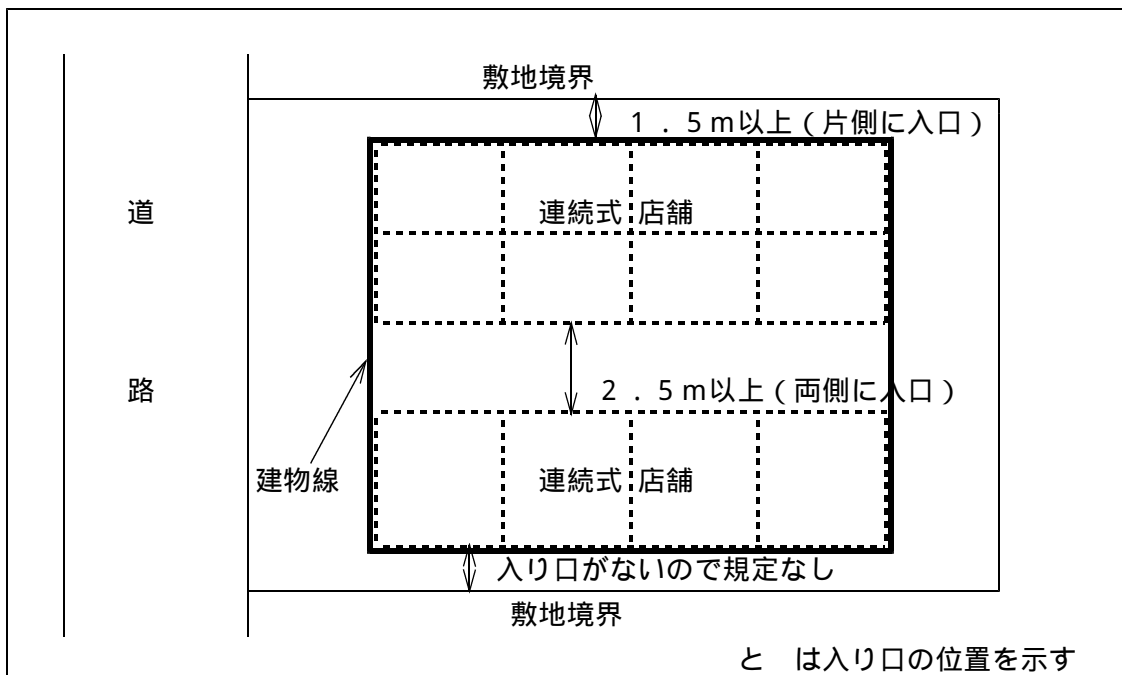 敷地境界
1．5m以上（片側に入口）
道
連続式 店舗
路
2．5m以上（両側に入口）
建物線
連続式 店舗
入り口がないので規定なし
敷地境界
と　は入り口の位置を示す